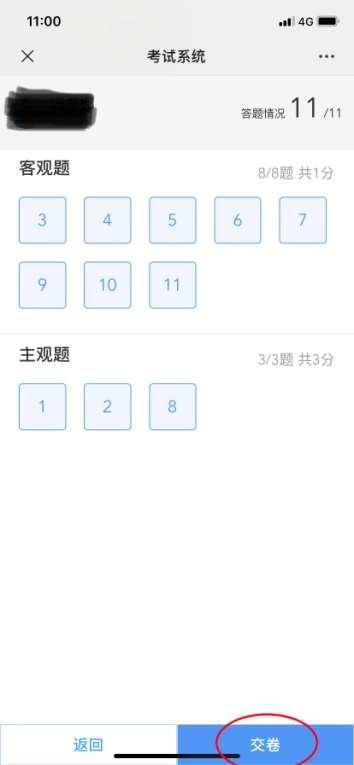 11:00
4G
考试系统
答题情况 11 /11
客观题
8/8题 共1分
3 4 5 6 7
9 10 11
主观题
3/3题 共3分
1 2 8
返回 交卷